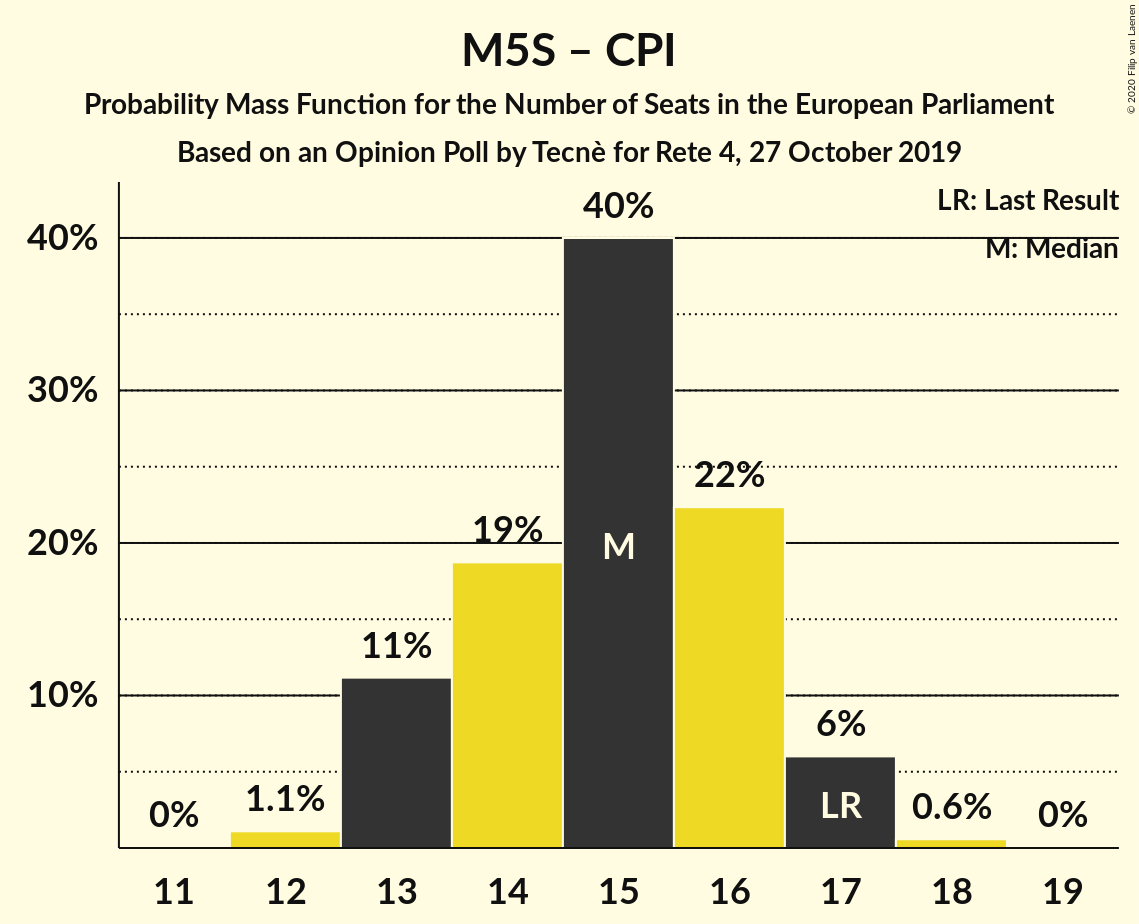 M5S – CPI
Probability Mass Function for the Number of Seats in the European Parliament
Based on an Opinion Poll by Tecnè for Rete 4, 27 October 2019
© 2020 Filip van Laenen
LR: Last Result
M: Median
40%
30%
20%
10%
0%
1.1%
11%
19%
40%
M
22%
6%
LR
0.6%
0%
11 12 13 14 15 16 17 18 19